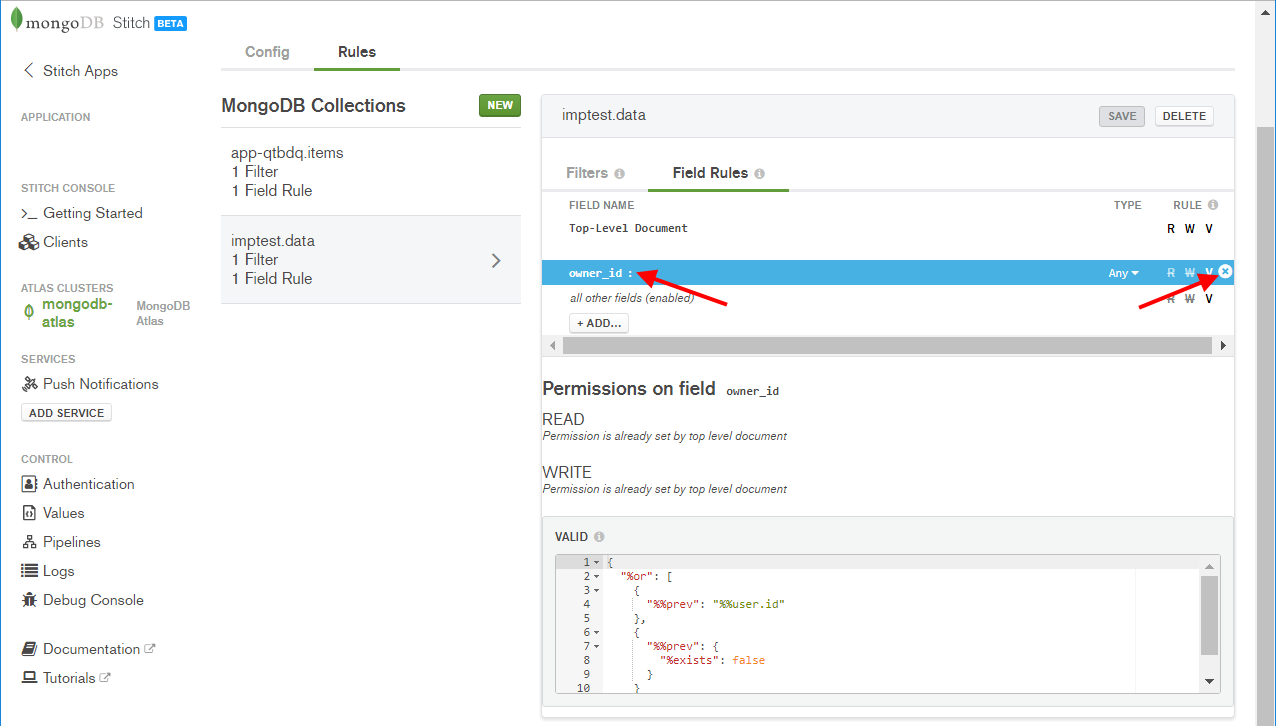 mongoDB Stitch BETA
Stitch Apps
APPLICATION
STITCH CONSOLE
>_ Getting Started
Clients
ATLAS CLUSTERS
mongodb-
atlas
MongoDB
Atlas
SERVICES
Push Notifications
ADD SERVICE
CONTROL
Authentication
Values
Pipelines
Logs
Debug Console
Documentation
Tutorials
Config Rules
MongoDB Collections NEW
app-qtbdq.items
1 Filter
1 Field Rule
imptest.data
1 Filter
1 Field Rule
imptest.data SAVE DELETE
Filters Field Rules
FIELD NAME TYPE RULE
Top-Level Document R W V
owner_id : Any R W V
all other fields (enabled) R W V
+ ADD...
Permissions on field owner_id
READ
Permission is already set by top level document
WRITE
Permission is already set by top level document
VALID
1 {
2 "%or": [
3 {
4 "%%prev": "%%user.id"
5 },
6 {
7 "%%prev": {
8 "%exists": false
9 }
10 }